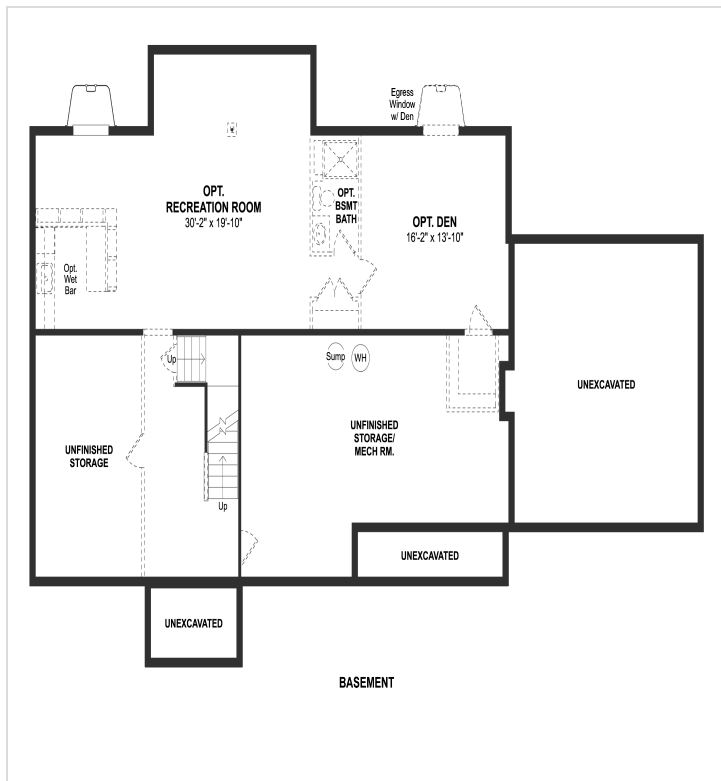 Egress
Window
w/ Den
OPT.
RECREATION ROOM
30'-2" x 19'-10"
OPT.
BSMT
BATH
OPT. DEN
16'-2" x 13'-10"
Opt.
Wet
Bar
Up
Sump
WH
UNEXCAVATED
UNFINISHED
STORAGE
UNFINISHED
STORAGE/
MECH RM.
Up
UNEXCAVATED
UNEXCAVATED
BASEMENT